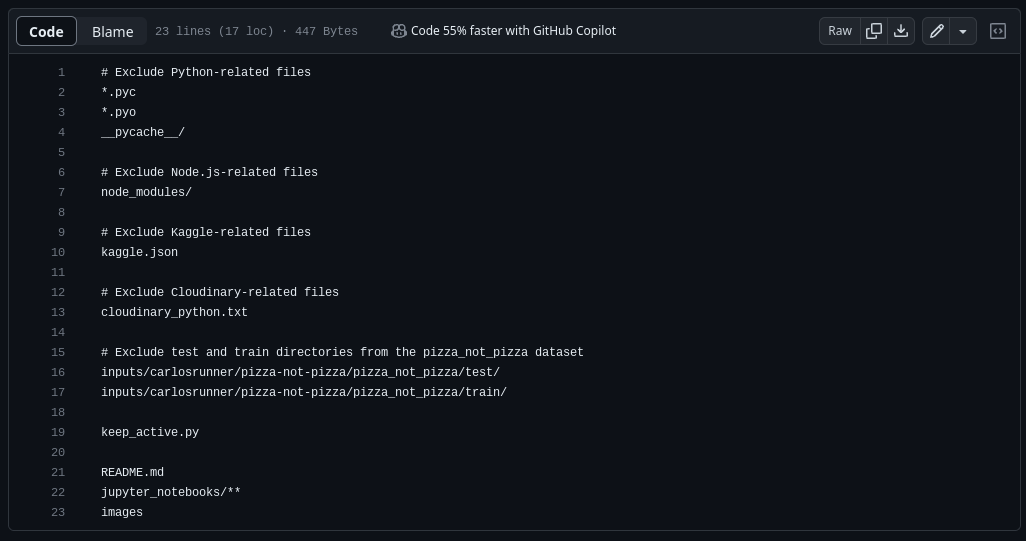 Code Blame 23 lines (17 loc) · 447 Bytes Code 55% faster with GitHub Copilot Raw
1 # Exclude Python-related files
2 *.pyc
3 *.pyo
4 __pycache__/
5
6 # Exclude Node.js-related files
7 node_modules/
8
9 # Exclude Kaggle-related files
10 kaggle.json
11
12 # Exclude Cloudinary-related files
13 cloudinary_python.txt
14
15 # Exclude test and train directories from the pizza_not_pizza dataset
16 inputs/carlosrunner/pizza-not-pizza/pizza_not_pizza/test/
17 inputs/carlosrunner/pizza-not-pizza/pizza_not_pizza/train/
18
19 keep_active.py
20
21 README.md
22 jupyter_notebooks/**
23 images